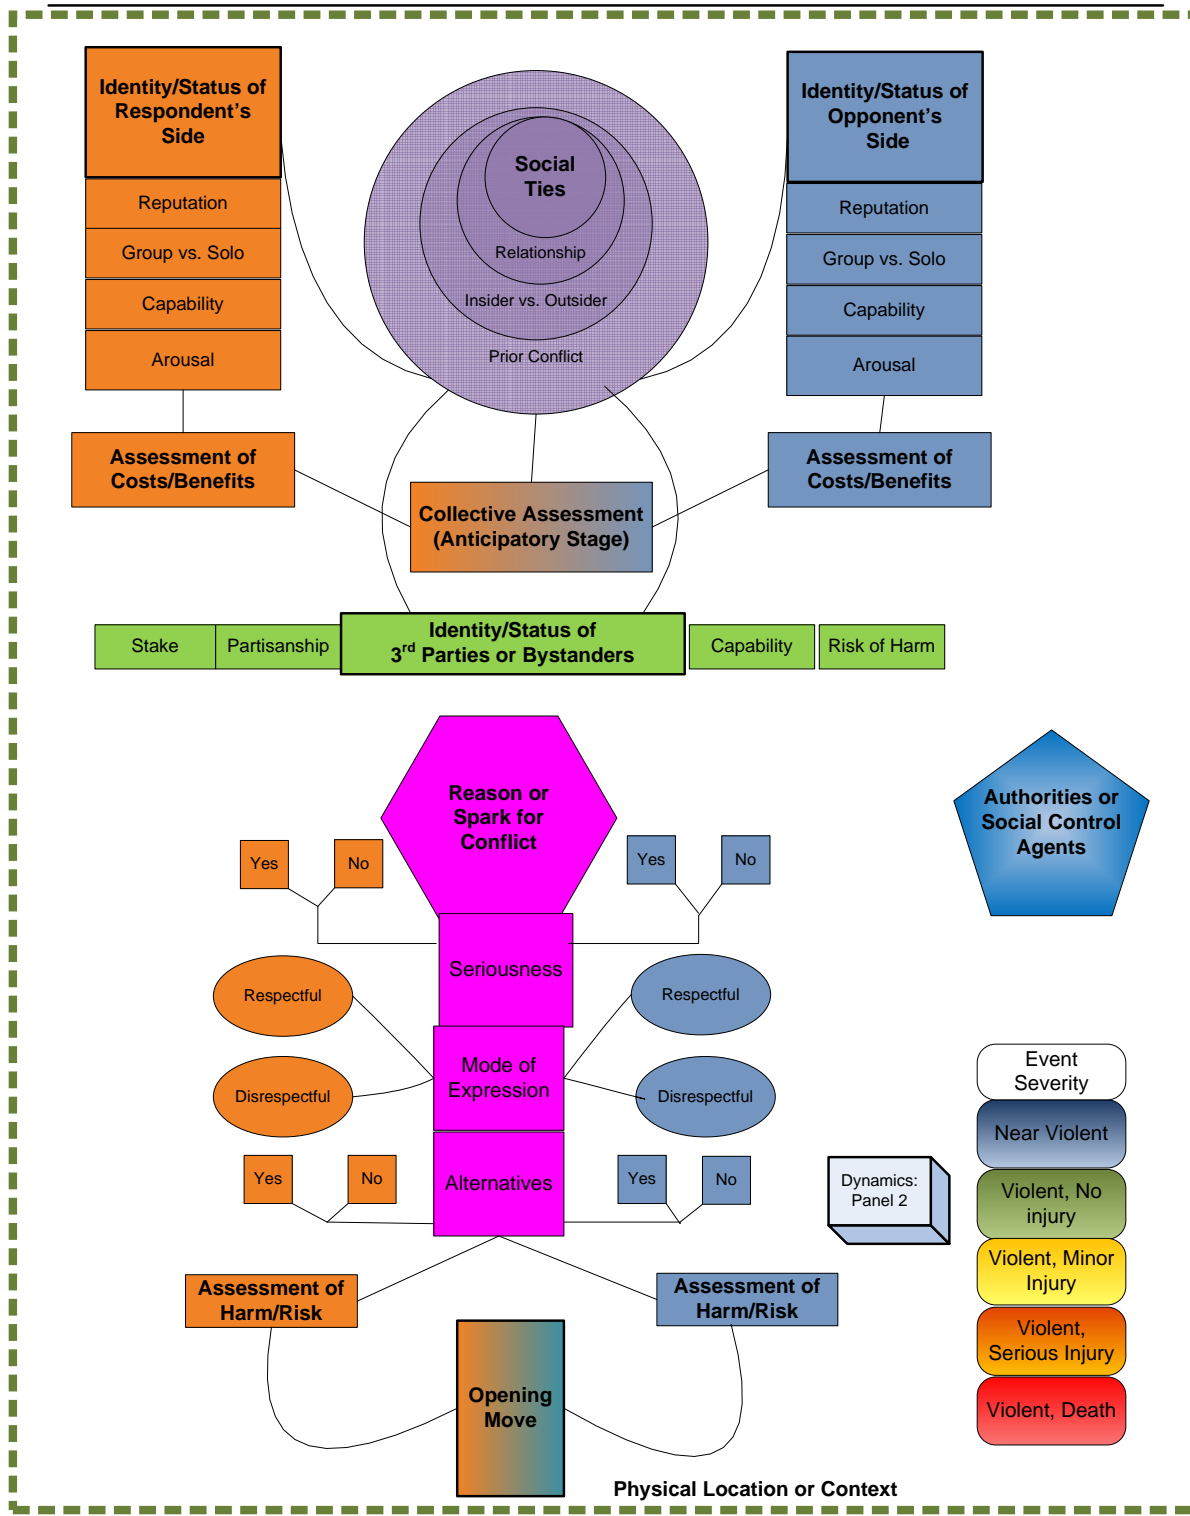 Identity/Status of
Respondent's
Side
Reputation
Group vs. Solo
Capability
Arousal
Assessment of
Costs/Benefits
Social
Ties
Relationship
Insider vs. Outsider
Prior Conflict
Identity/Status of
Opponent's
Side
Reputation
Group vs. Solo
Capability
Arousal
Assessment of
Costs/Benefits
Collective Assessment
(Anticipatory Stage)
Stake
Partisanship
Identity/Status of
3rd Parties or Bystanders
Capability
Risk of Harm
Reason or
Spark for
Conflict
Yes
No
Yes
No
Authorities or
Social Control
Agents
Seriousness
Respectful
Respectful
Mode of
Expression
Disrespectful
Disrespectful
Yes
No
Alternatives
Yes
No
Assessment of
Harm/Risk
Assessment of
Harm/Risk
Opening
Move
Dynamics:
Panel 2
Event
Severity
Near Violent
Violent, No
injury
Violent, Minor
Injury
Violent,
Serious Injury
Violent, Death
Physical Location or Context